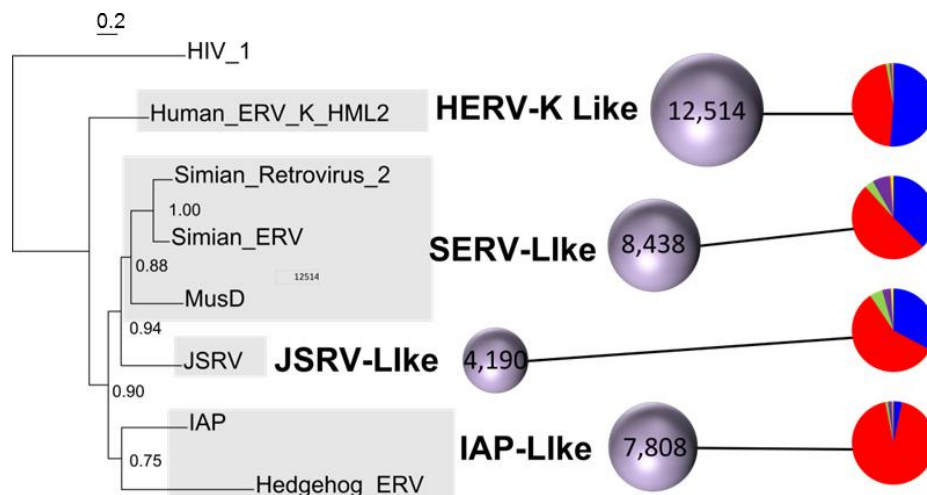 0.2
HIV_1
Human_ERV_K_HML2
HERV-K Like
12,514
Simian_Retrovirus_2
1.00
Simian_ERV
SERV-LIke
8,438
0.88
12514
MusD
0.94
JSRV
JSRV-LIke
4,190
0.90
IAP
0.75
IAP-LIke
7,808
Hedgehog_ERV